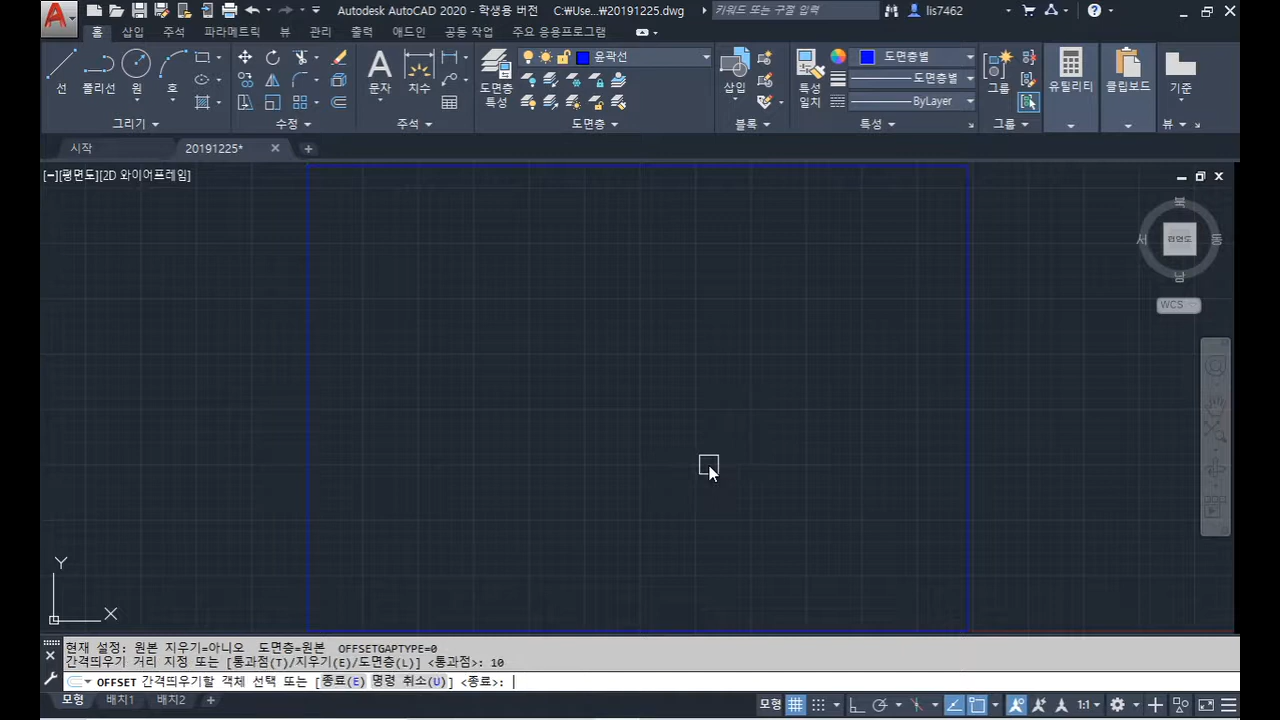 Autodesk AutoCAD 2020 - 학생용 버전 C:₩Use...₩20191225.dwg
키워드 또는 구절 입력
lis7462
홈 삽입 주석 뷰 파라메트릭 뷰 관리 출력 애드인 공동 작업 주요 응용프로그램
선 폴리선 원 호
문자 치수
도면층 특성
윤곽선
삽입
특성 일치
도면층별
도면층별
ByLayer
그룹
유틸리티
클립보드
기준
그리기 수정 주석 도면층 블록 특성 그룹 뷰
시작 20191225*
[-][평면도][2D 와이어프레임]
북
서 평면도 동
남
WCS
Y
X
현재 설정: 원본 지우기=아니오 도면층=원본 OFFSETGAPTYPE=0
간격띄우기 거리 지정 또는 [통과점(T)/지우기(E)/도면층(L)] <통과점>: 10
OFFSET 간격띄우기할 객체 선택 또는 [종료(E) 명령 취소(U)] <종료>:
모형 배치1 배치2 +
모형 1:1